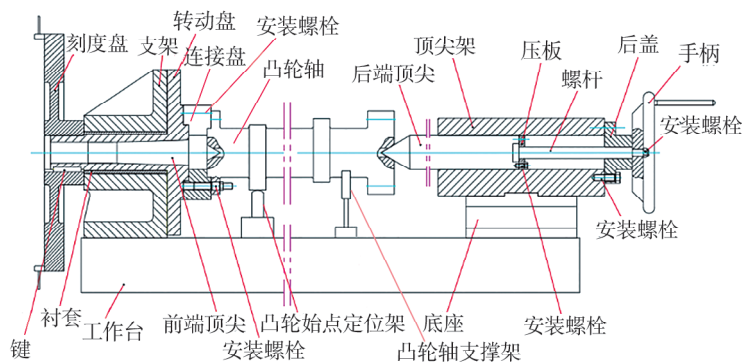 转动盘
安装螺栓
刻度盘
支架
连接盘
凸轮轴
顶尖架
压板
后盖
手柄
后端顶尖
螺杆
安装螺栓
安装螺栓
键
衬套
工作台
前端顶尖
安装螺栓
凸轮始点定位架
凸轮轴支撑架
底座
安装螺栓